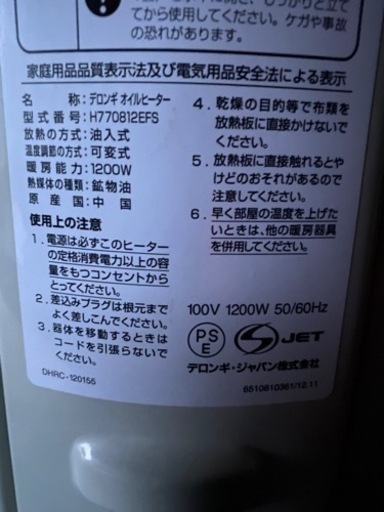 てから使用してください。ケガや事故
の恐れがあります。
家庭用品品質表示法及び電気用品安全法による表示
名 称：デロンギ オイルヒーター
型式番号：H770812EFS
放熱の方式：油入式
温度調節の方式：可変式
暖房能力：1200W
熱媒体の種類：鉱物油
原産国：中 国
使用上の注意
1. 電源は必ずこのヒーター
の定格消費電力以上の容
量をもつコンセントから
とってください。
2. 差込みプラグは根元まで
よく差しこんでください。
3. 器体を移動するときは
コードを引張らないで
ください。
DHRC-120155
4. 乾燥の目的等で布類を
放熱板に直接かけないで
ください。
5. 放熱板に直接触れるとや
けどのおそれがあるので
注意してください。
6. 早く部屋の温度を上げた
いときは、他の暖房器具
を併用してください。
100V 1200W 50/60Hz
PS
E
S JET
デロンギ・ジャパン株式会社
6510810361/12.11